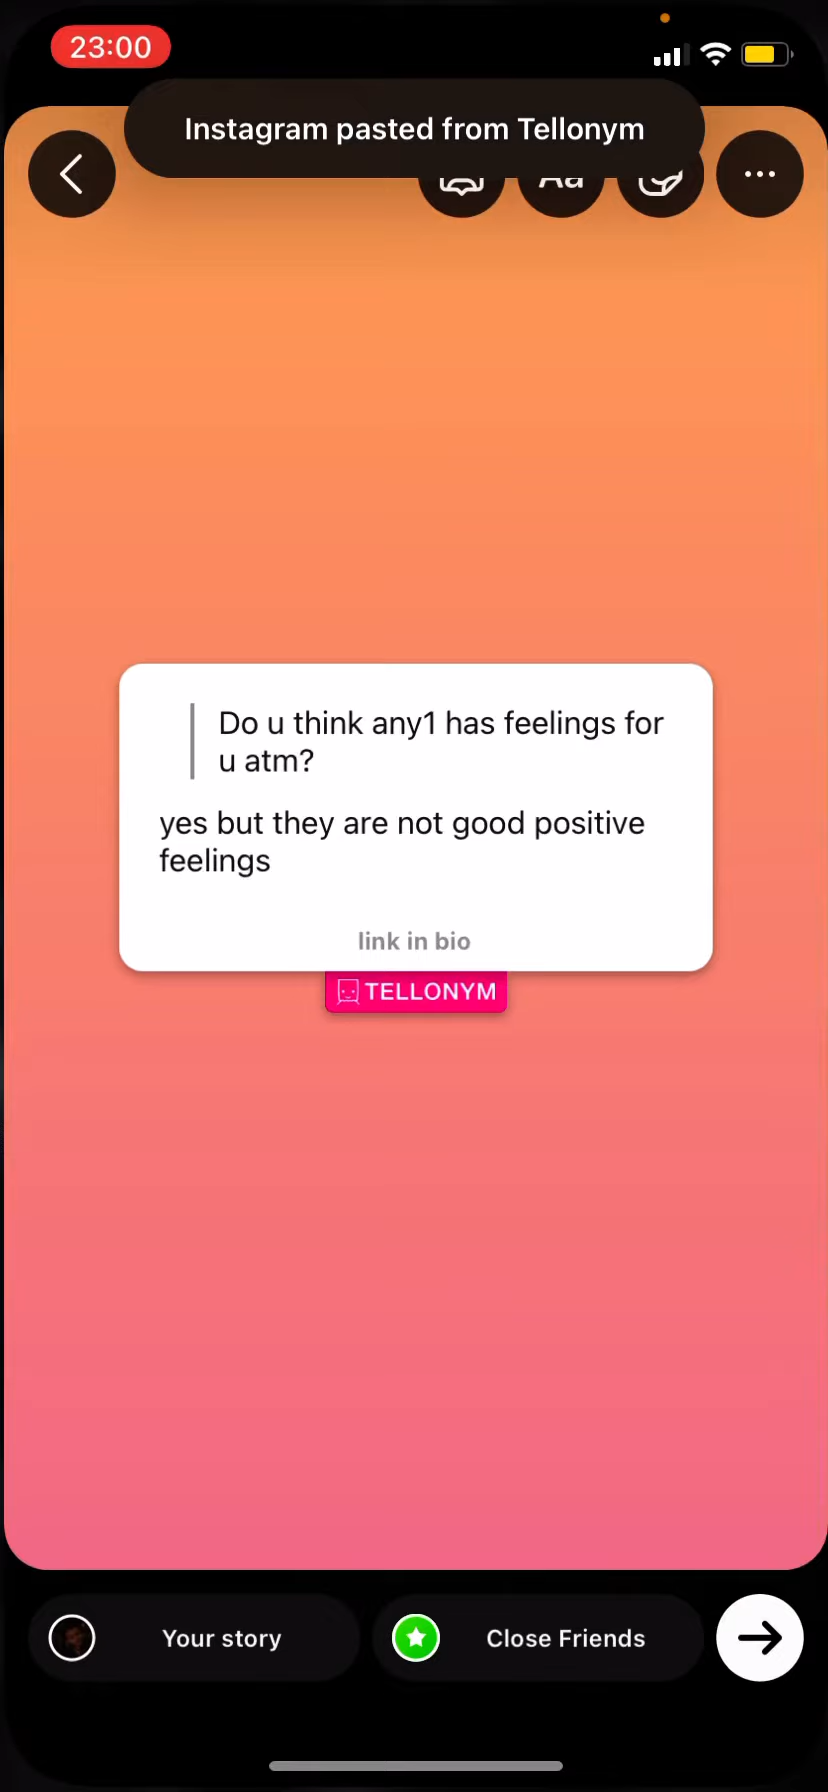 23:00
Instagram pasted from Tellonym
Aa
Do u think any1 has feelings for
u atm?
yes but they are not good positive
feelings
link in bio
TELLONYM
Your story
Close Friends